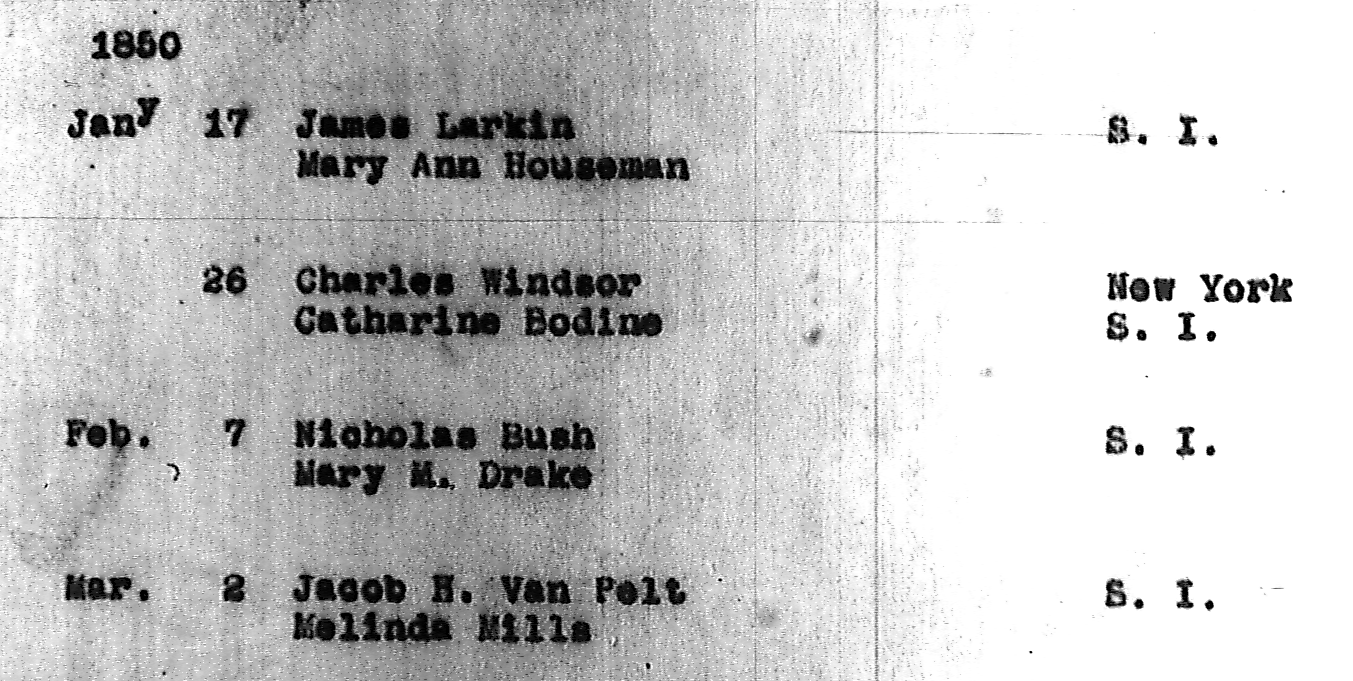 1850
Jany 17 James Larkin S. I.
Mary Ann Houseman
26 Charles Windsor New York
Catharine Bodine S. I.
Feb. 7 Nicholas Bush S. I.
Mary M. Drake
Mar. 2 Jacob H. Van Pelt S. I.
Melinda Mills